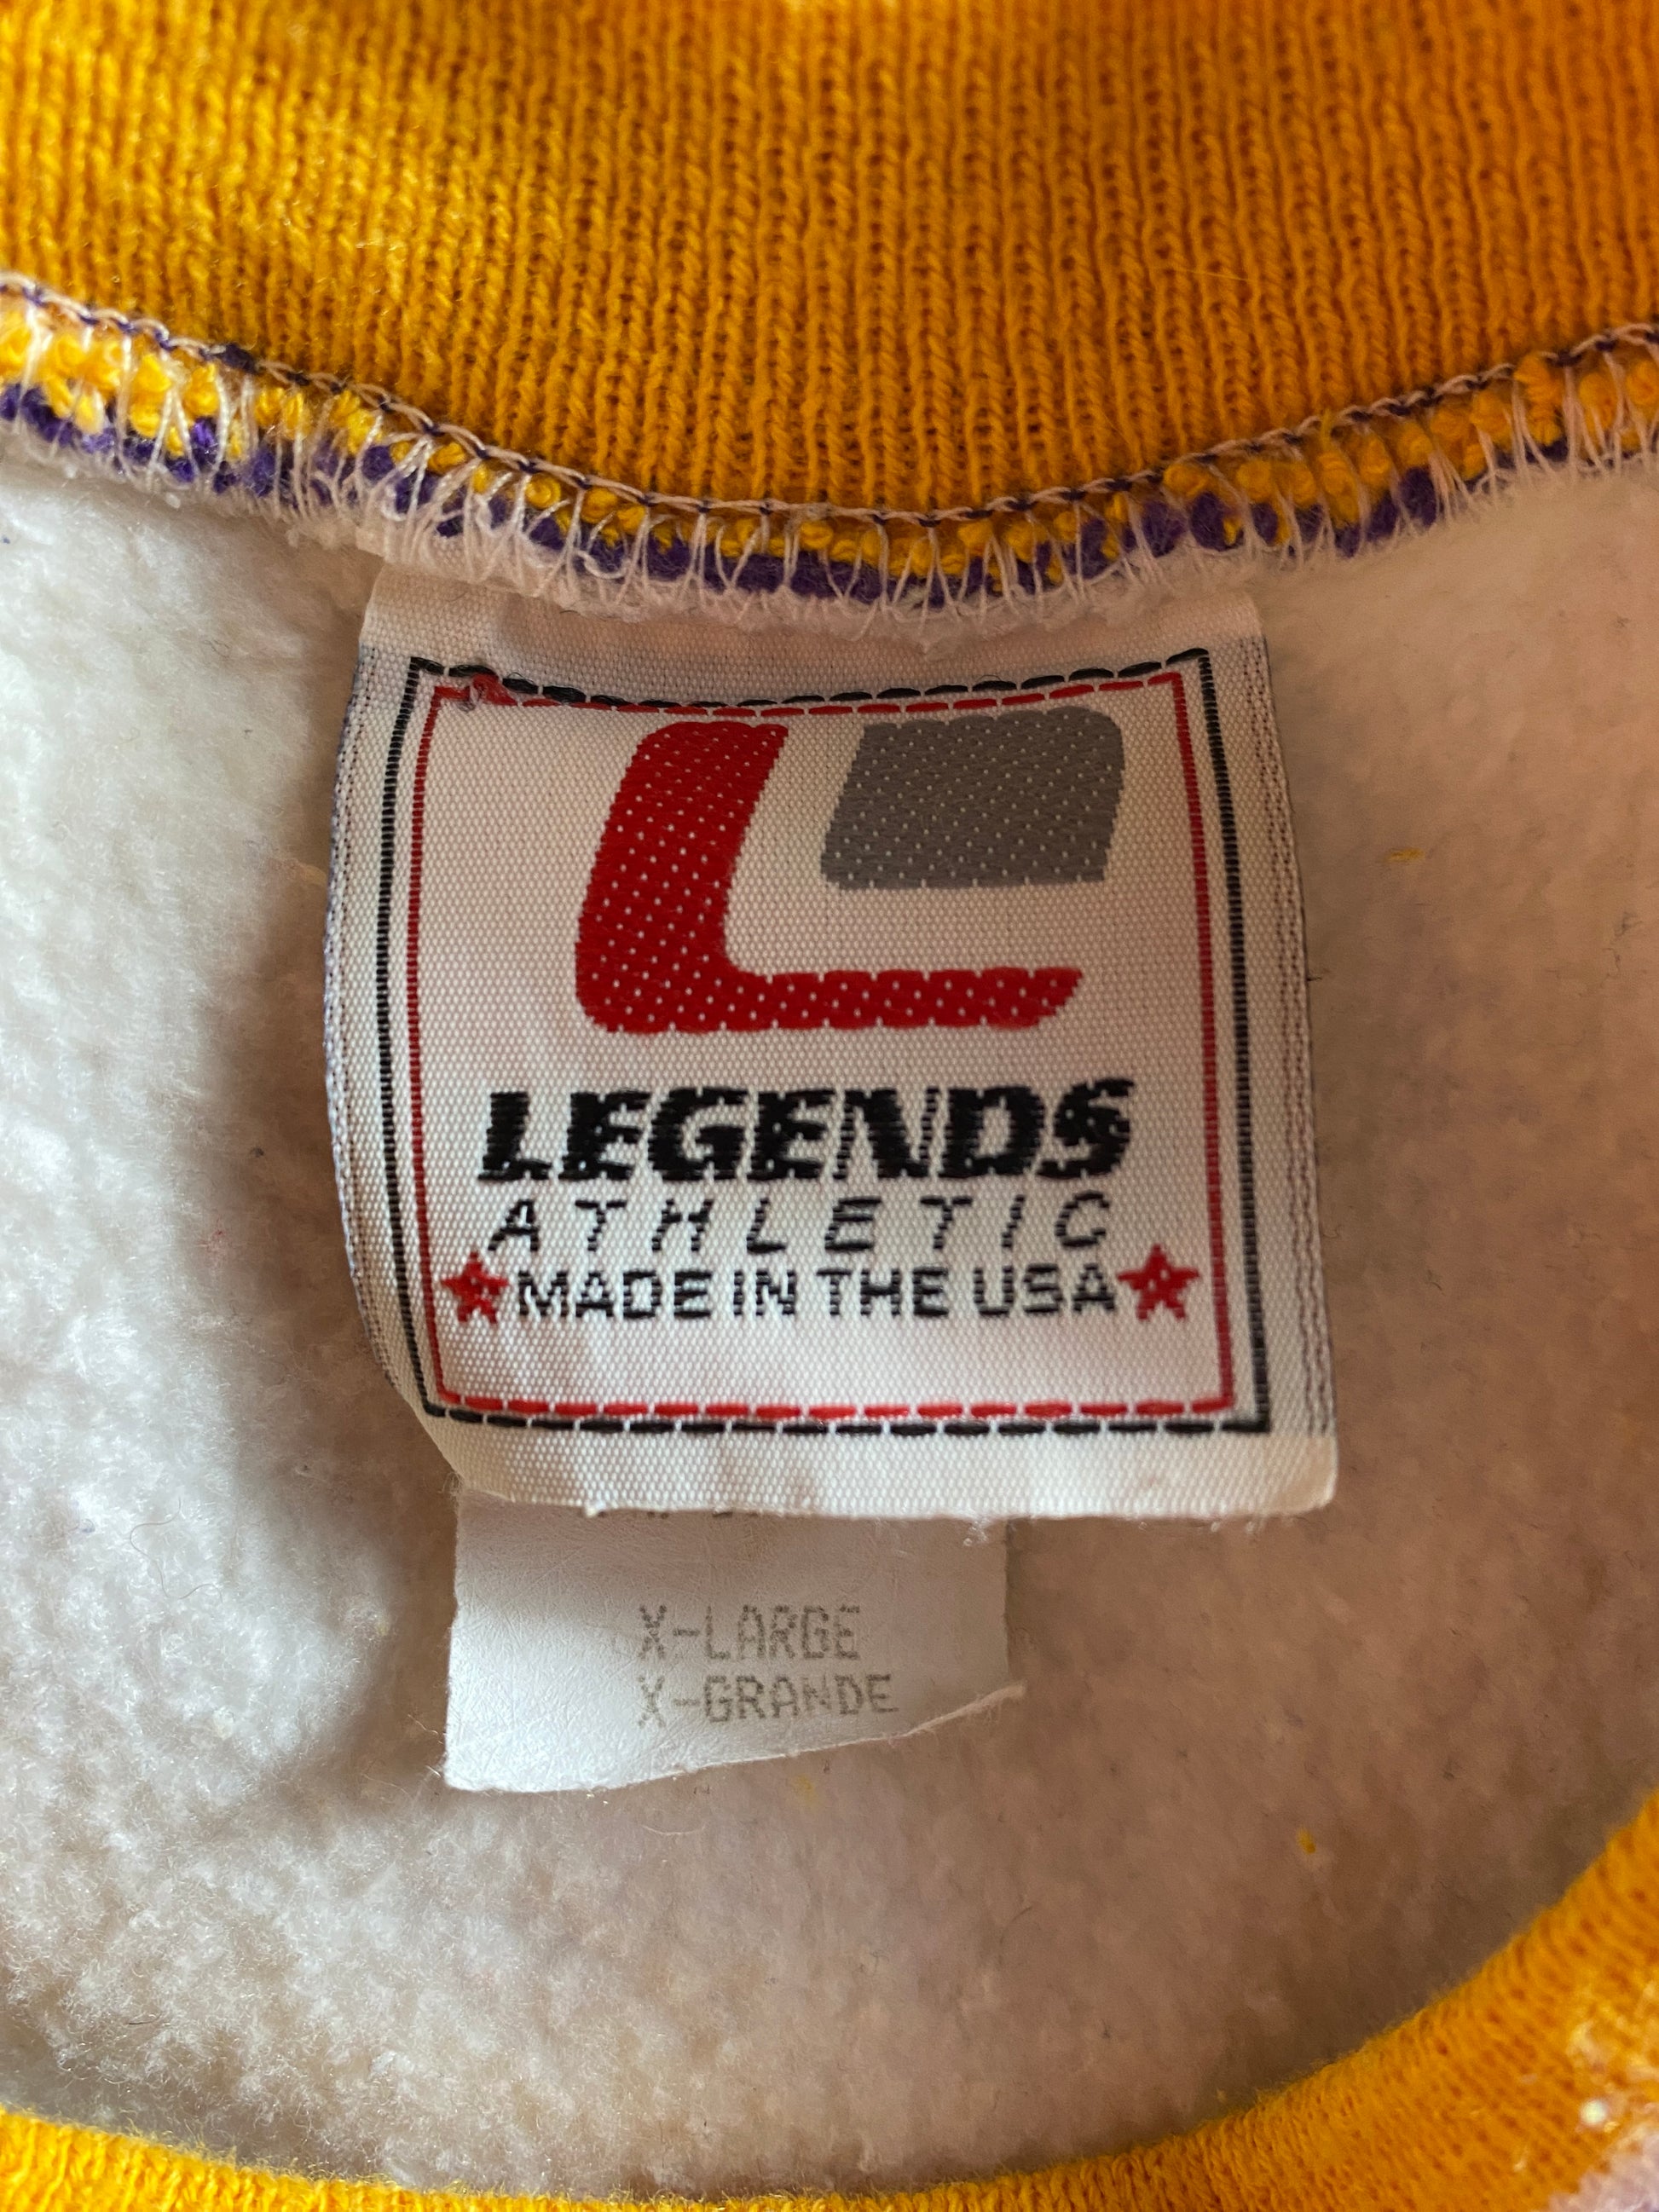 LEGENDS
ATHLETIC
MADE IN THE USA
X-LARGE
X-GRANDE